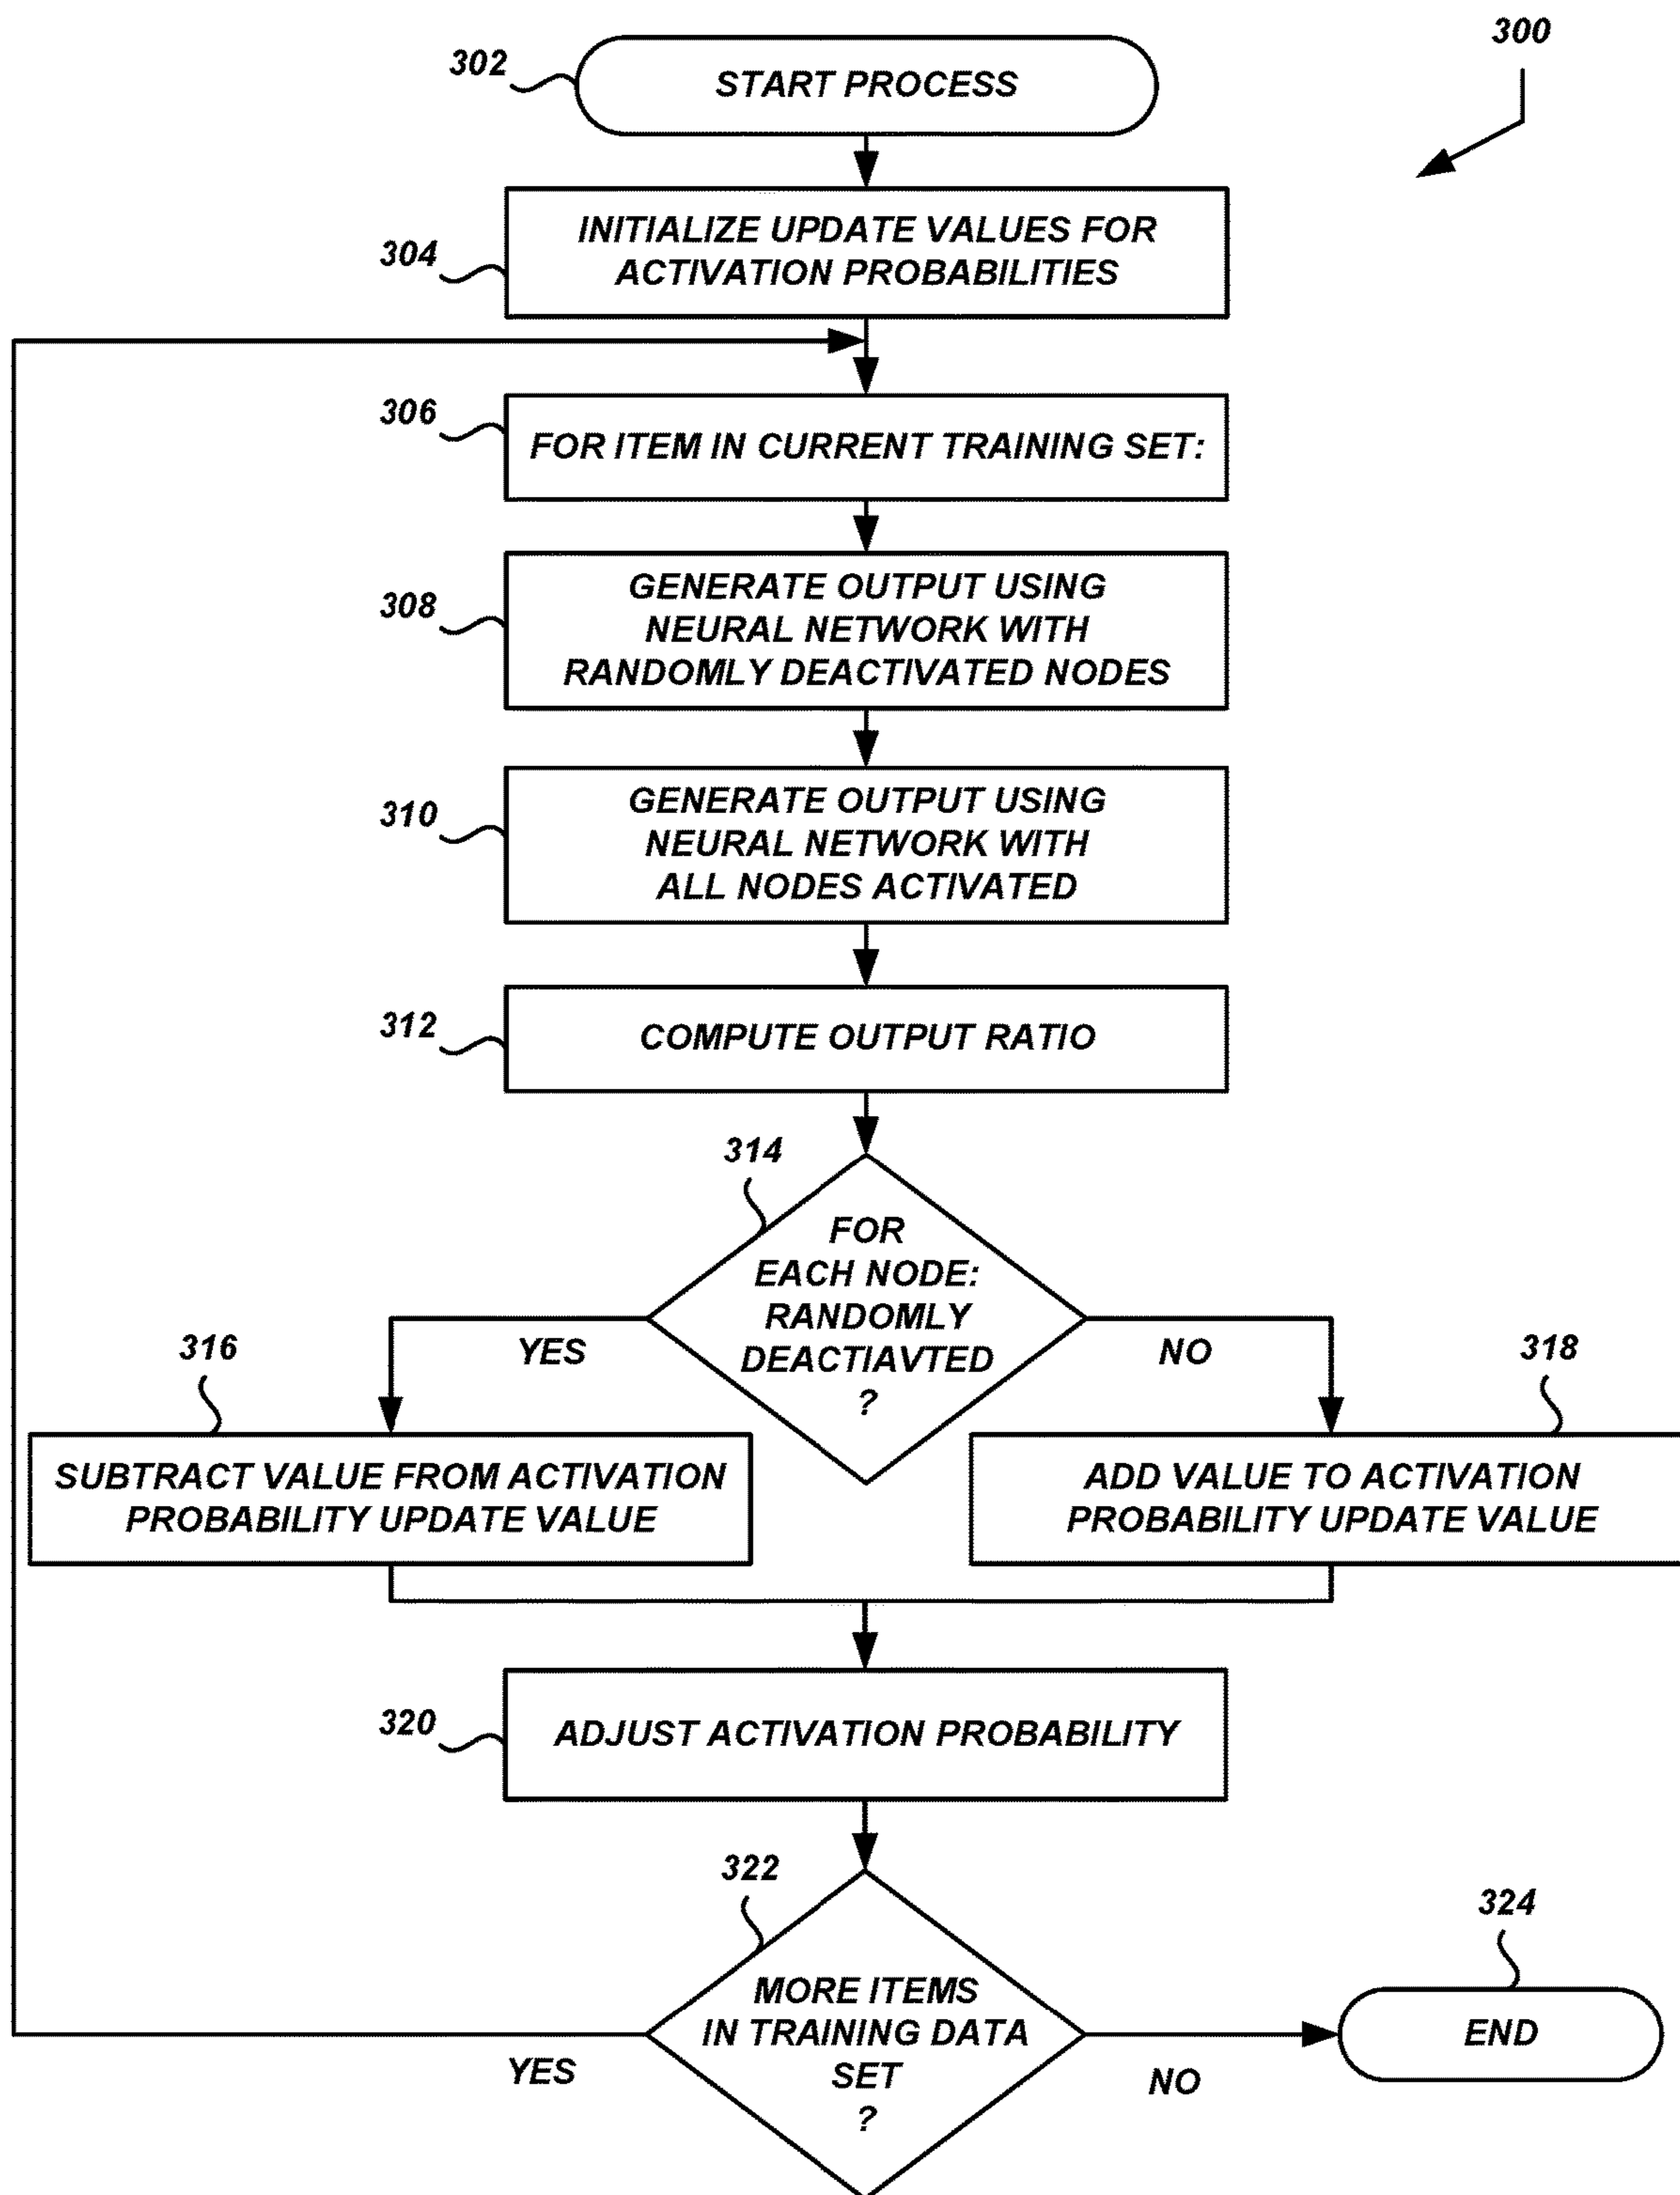 300
302
START PROCESS
304
INITIALIZE UPDATE VALUES FOR
ACTIVATION PROBABILITIES
306
FOR ITEM IN CURRENT TRAINING SET:
308
GENERATE OUTPUT USING
NEURAL NETWORK WITH
RANDOMLY DEACTIVATED NODES
310
GENERATE OUTPUT USING
NEURAL NETWORK WITH
ALL NODES ACTIVATED
312
COMPUTE OUTPUT RATIO
314
FOR
EACH NODE:
RANDOMLY
DEACTIAVTED
?
YES
NO
316
SUBTRACT VALUE FROM ACTIVATION
PROBABILITY UPDATE VALUE
318
ADD VALUE TO ACTIVATION
PROBABILITY UPDATE VALUE
320
ADJUST ACTIVATION PROBABILITY
322
MORE ITEMS
IN TRAINING DATA
SET
?
YES
NO
324
END